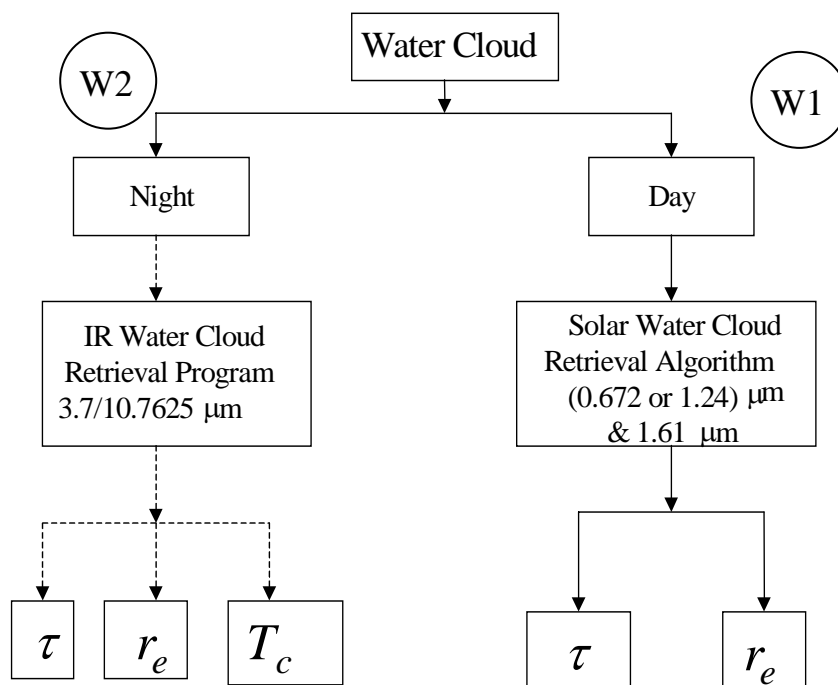 Water Cloud
W2
W1
Night
Day
IR Water Cloud
Retrieval Program
3.7/10.7625 μm
Solar Water Cloud
Retrieval Algorithm
(0.672 or 1.24) μm
& 1.61 μm
τ
r_e
T_c
τ
r_e